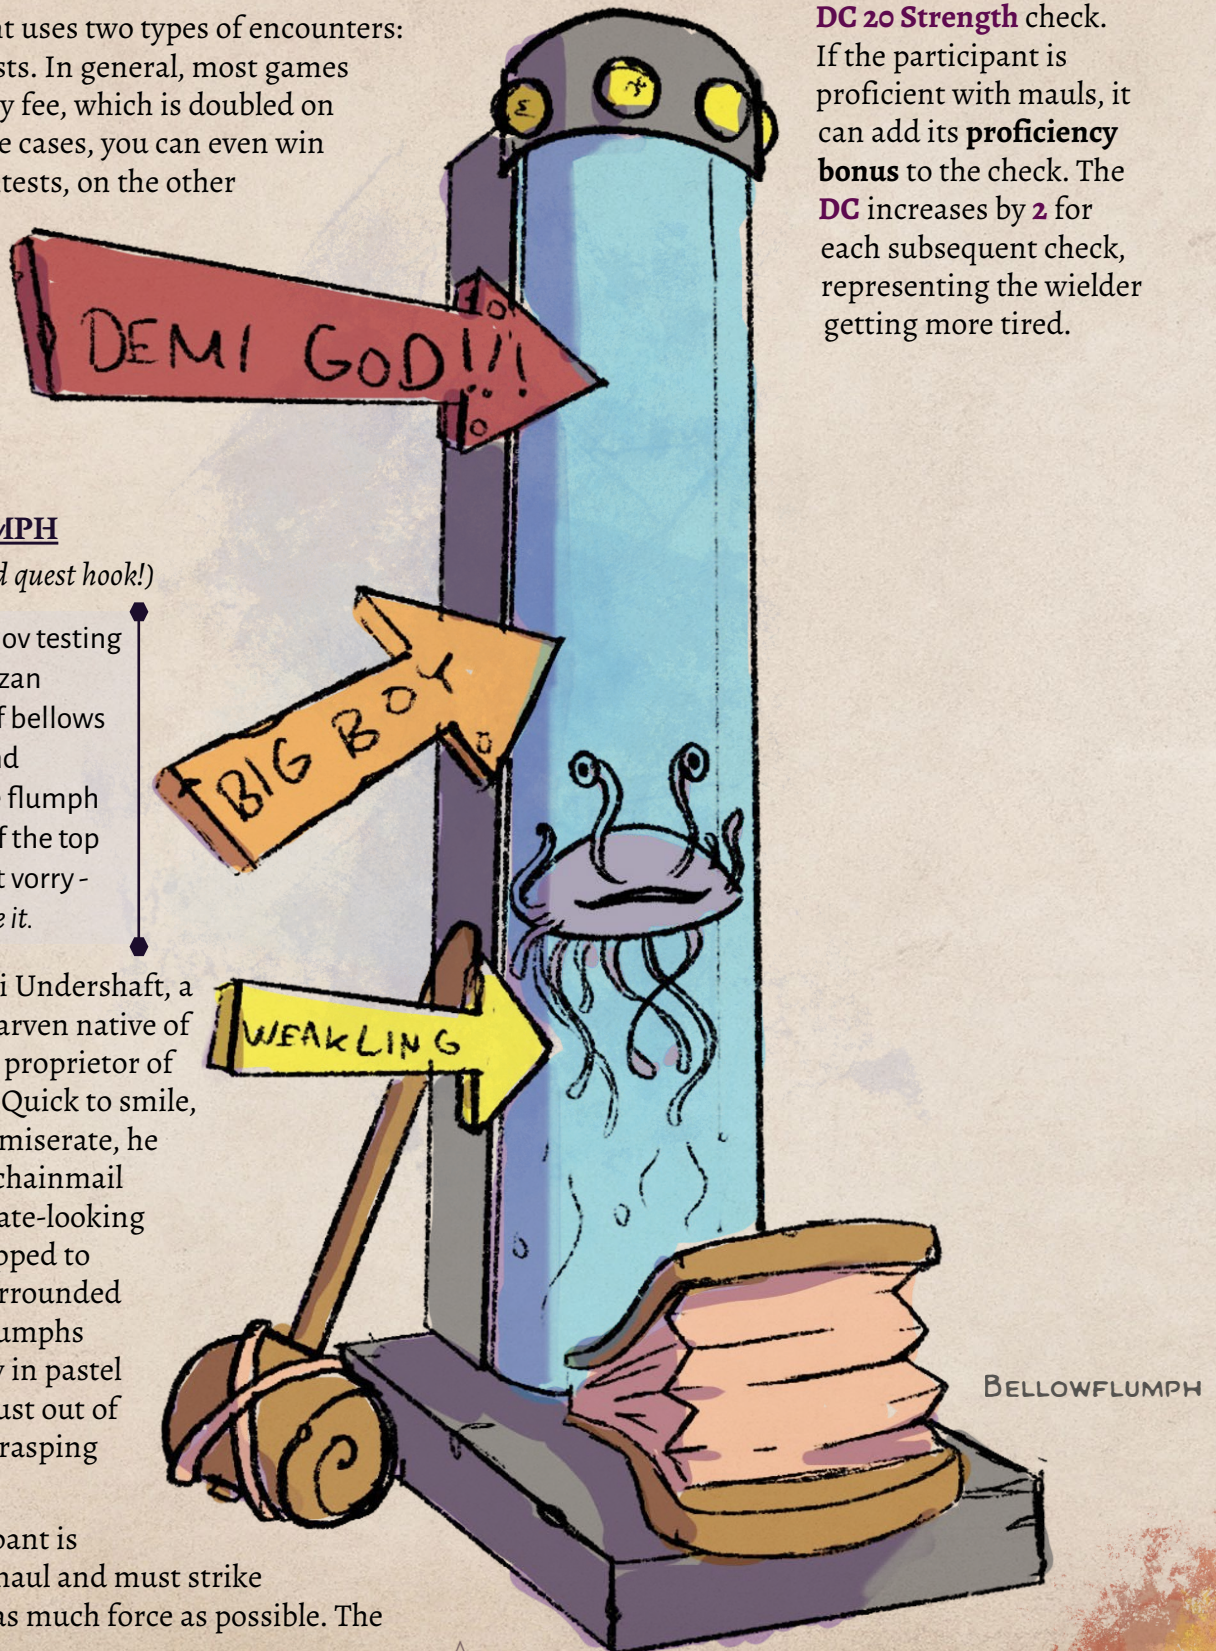 nt uses two types of encounters:
sts. In general, most games
y fee, which is doubled on
e cases, you can even win
tests, on the other
MPH
d quest hook!)
ov testing
zan
f bellows
nd
e flumph
f the top
t vorry -
e it.
i Undershaft, a
arven native of
proprietor of
Quick to smile,
miserate, he
chainmail
ate-looking
pped to
rrounded
umphs
y in pastel
ust out of
rasping
pant is
naul and must strike
as much force as possible. The
DEMI GOD!!!
BIG BOY
WEAKLING
DC 20 Strength check.
If the participant is
proficient with mauls, it
can add its proficiency
bonus to the check. The
DC increases by 2 for
each subsequent check,
representing the wielder
getting more tired.
BELLOWFLUMPH